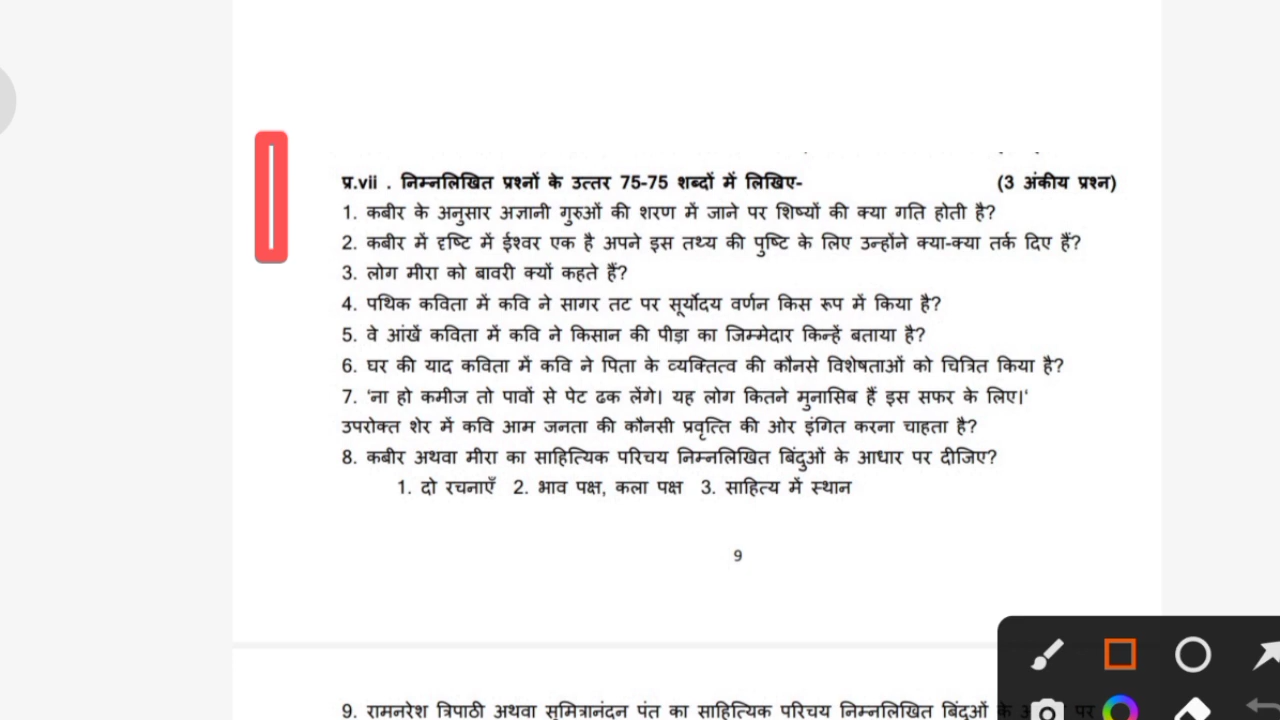 प्र.vii . निम्नलिखित प्रश्नों के उत्तर 75-75 शब्दों में लिखिए- (3 अंकीय प्रश्न)
1. कबीर के अनुसार अज्ञानी गुरुओं की शरण में जाने पर शिष्यों की क्या गति होती है?
2. कबीर में दृष्टि में ईश्वर एक है अपने इस तथ्य की पुष्टि के लिए उन्होंने क्या-क्या तर्क दिए हैं?
3. लोग मीरा को बावरी क्यों कहते हैं?
4. पथिक कविता में कवि ने सागर तट पर सूर्योदय वर्णन किस रूप में किया है?
5. वे आंखें कविता में कवि ने किसान की पीड़ा का जिम्मेदार किन्हें बताया है?
6. घर की याद कविता में कवि ने पिता के व्यक्तित्व की कौनसे विशेषताओं को चित्रित किया है?
7. 'ना हो कमीज तो पावों से पेट ढक लेंगे। यह लोग कितने मुनासिब हैं इस सफर के लिए।'
उपरोक्त शेर में कवि आम जनता की कौनसी प्रवृत्ति की ओर इंगित करना चाहता है?
8. कबीर अथवा मीरा का साहित्यिक परिचय निम्नलिखित बिंदुओं के आधार पर दीजिए?
1. दो रचनाएँ 2. भाव पक्ष, कला पक्ष 3. साहित्य में स्थान
9
9. रामनरेश त्रिपाठी अथवा सुमित्रानंदन पंत का साहित्यिक परिचय निम्नलिखित बिंदुओं के पर